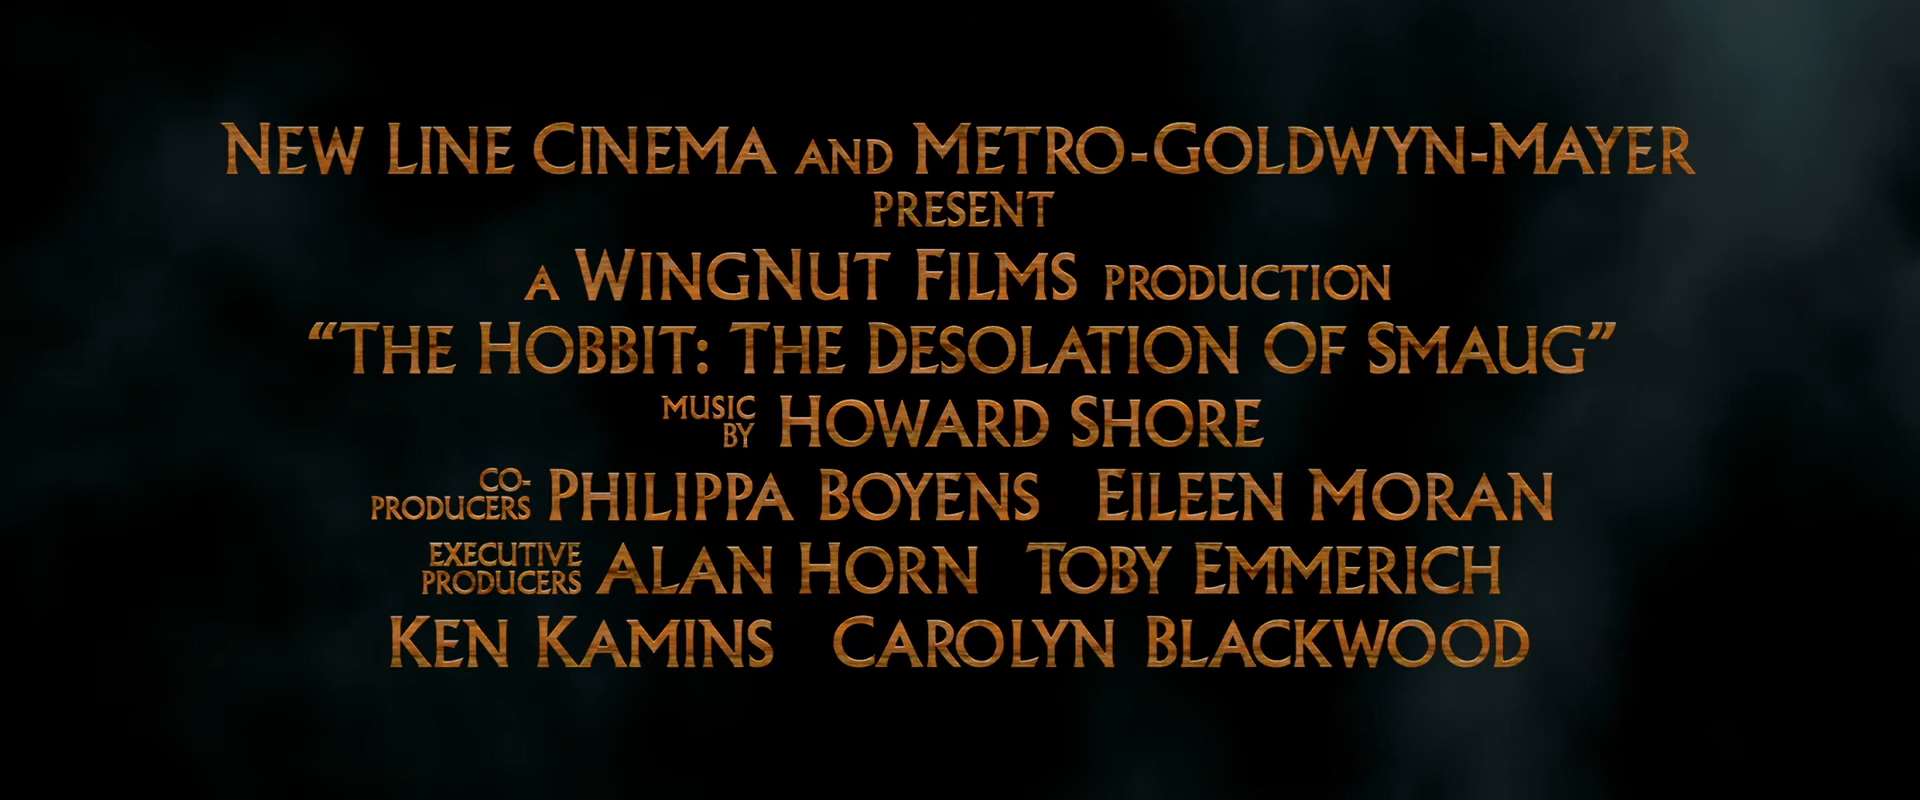 NEW LINE CINEMA AND METRO-GOLDWYN-MAYER
PRESENT
A WINGNUT FILMS PRODUCTION
“THE HOBBIT: THE DESOLATION OF SMAUG”
MUSIC BY HOWARD SHORE
CO-PRODUCERS PHILIPPA BOYENS EILEEN MORAN
EXECUTIVE PRODUCERS ALAN HORN TOBY EMMERICH
KEN KAMINS CAROLYN BLACKWOOD